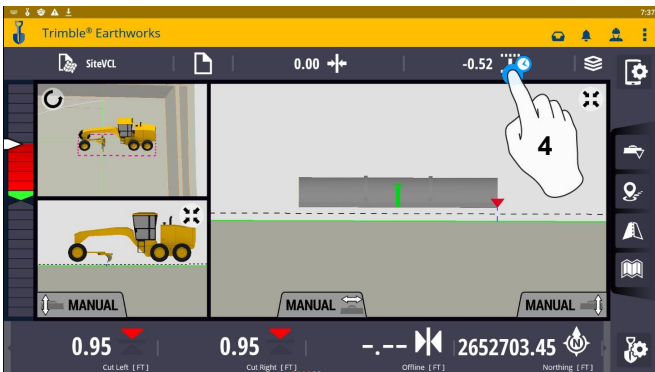 7:37
Trimble® Earthworks
SiteVCL
0.00
-0.52
4
MANUAL
MANUAL
MANUAL
0.95
0.95
-.--
2652703.45
N
Cut Left [FT]
Cut Right [FT]
Offline [FT]
Northing [FT]